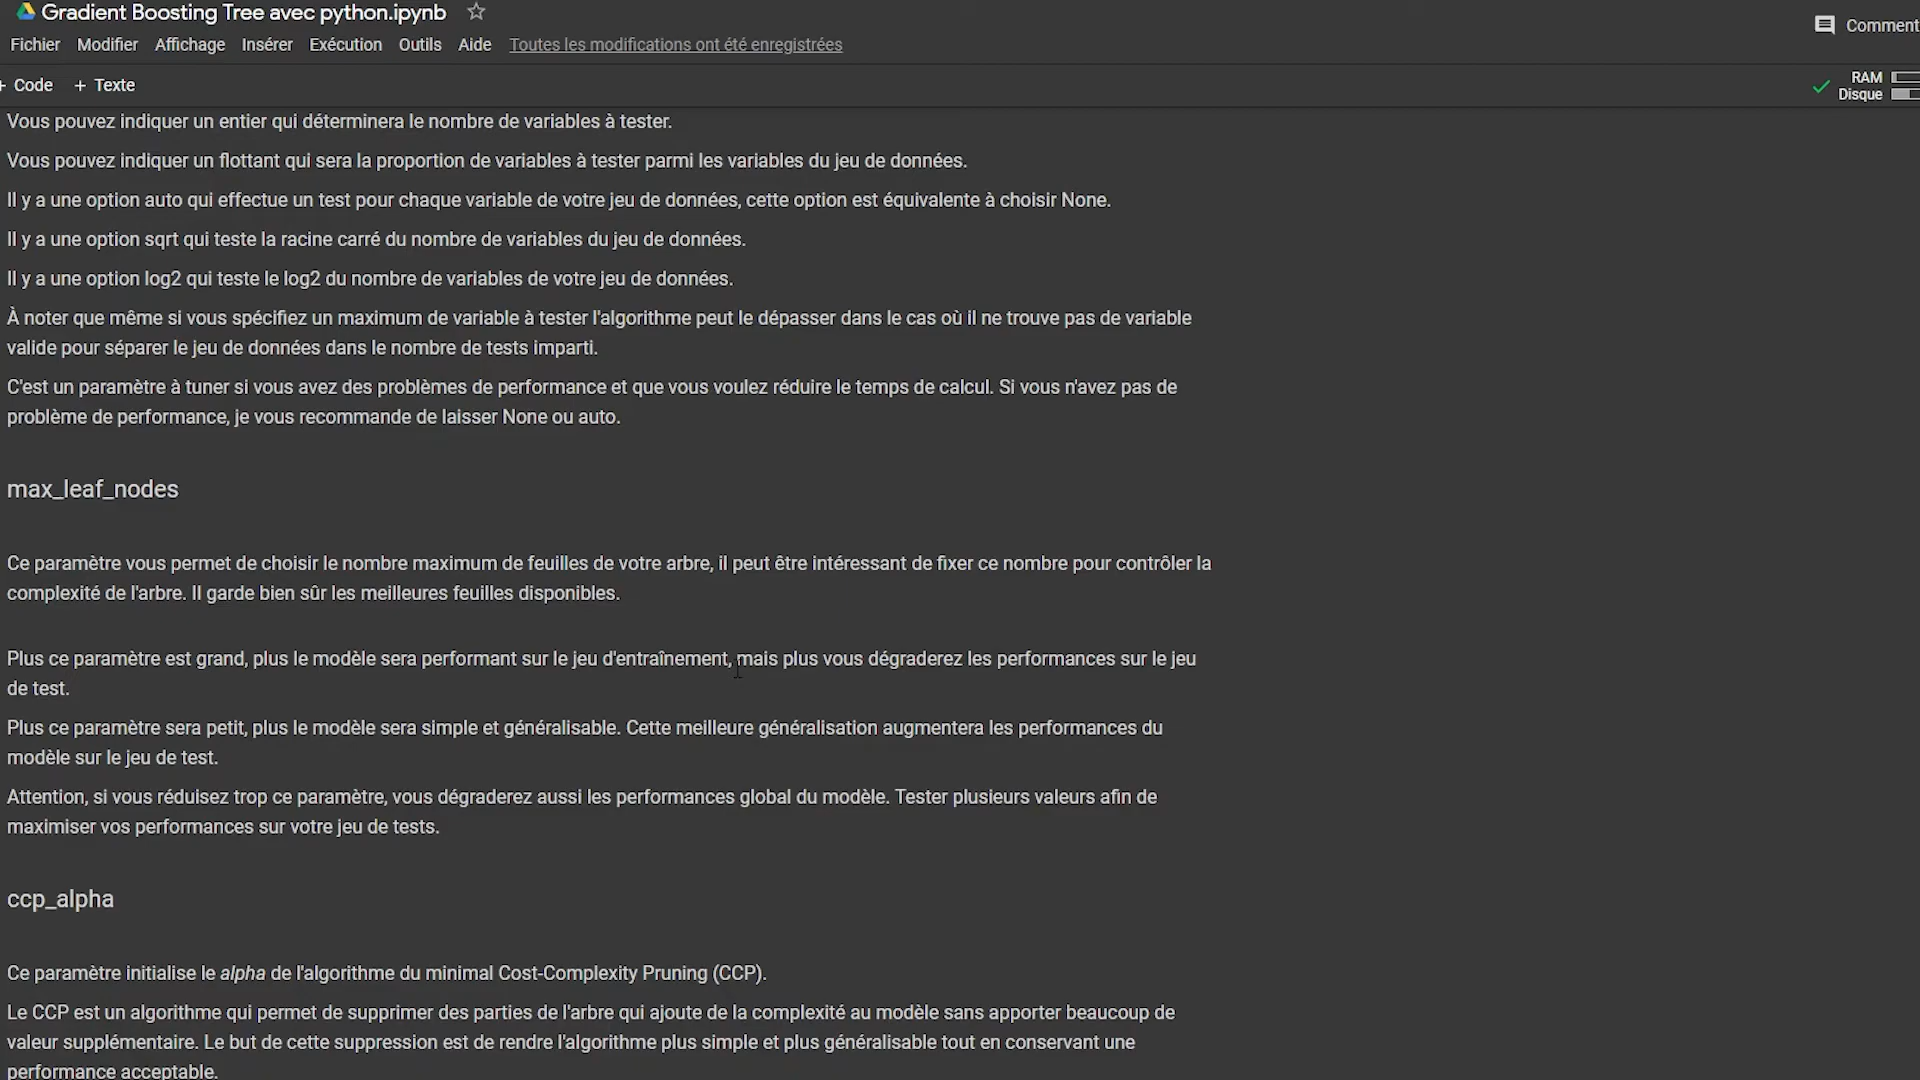 Gradient Boosting Tree avec python.ipynb
Fichier Modifier Affichage Insérer Exécution Outils Aide Toutes les modifications ont été enregistrées
Comment
+ Code + Texte
RAM
Disque
Vous pouvez indiquer un entier qui déterminera le nombre de variables à tester.
Vous pouvez indiquer un flottant qui sera la proportion de variables à tester parmi les variables du jeu de données.
Il y a une option auto qui effectue un test pour chaque variable de votre jeu de données, cette option est équivalente à choisir None.
Il y a une option sqrt qui teste la racine carré du nombre de variables du jeu de données.
Il y a une option log2 qui teste le log2 du nombre de variables de votre jeu de données.
À noter que même si vous spécifiez un maximum de variable à tester l'algorithme peut le dépasser dans le cas où il ne trouve pas de variable
valide pour séparer le jeu de données dans le nombre de tests imparti.
C'est un paramètre à tuner si vous avez des problèmes de performance et que vous voulez réduire le temps de calcul. Si vous n'avez pas de
problème de performance, je vous recommande de laisser None ou auto.
max_leaf_nodes
Ce paramètre vous permet de choisir le nombre maximum de feuilles de votre arbre, il peut être intéressant de fixer ce nombre pour contrôler la
complexité de l'arbre. Il garde bien sûr les meilleures feuilles disponibles.
Plus ce paramètre est grand, plus le modèle sera performant sur le jeu d'entraînement, mais plus vous dégraderez les performances sur le jeu
de test.
Plus ce paramètre sera petit, plus le modèle sera simple et généralisable. Cette meilleure généralisation augmentera les performances du
modèle sur le jeu de test.
Attention, si vous réduisez trop ce paramètre, vous dégraderez aussi les performances global du modèle. Tester plusieurs valeurs afin de
maximiser vos performances sur votre jeu de tests.
ccp_alpha
Ce paramètre initialise le alpha de l'algorithme du minimal Cost-Complexity Pruning (CCP).
Le CCP est un algorithme qui permet de supprimer des parties de l'arbre qui ajoute de la complexité au modèle sans apporter beaucoup de
valeur supplémentaire. Le but de cette suppression est de rendre l'algorithme plus simple et plus généralisable tout en conservant une
performance acceptable.